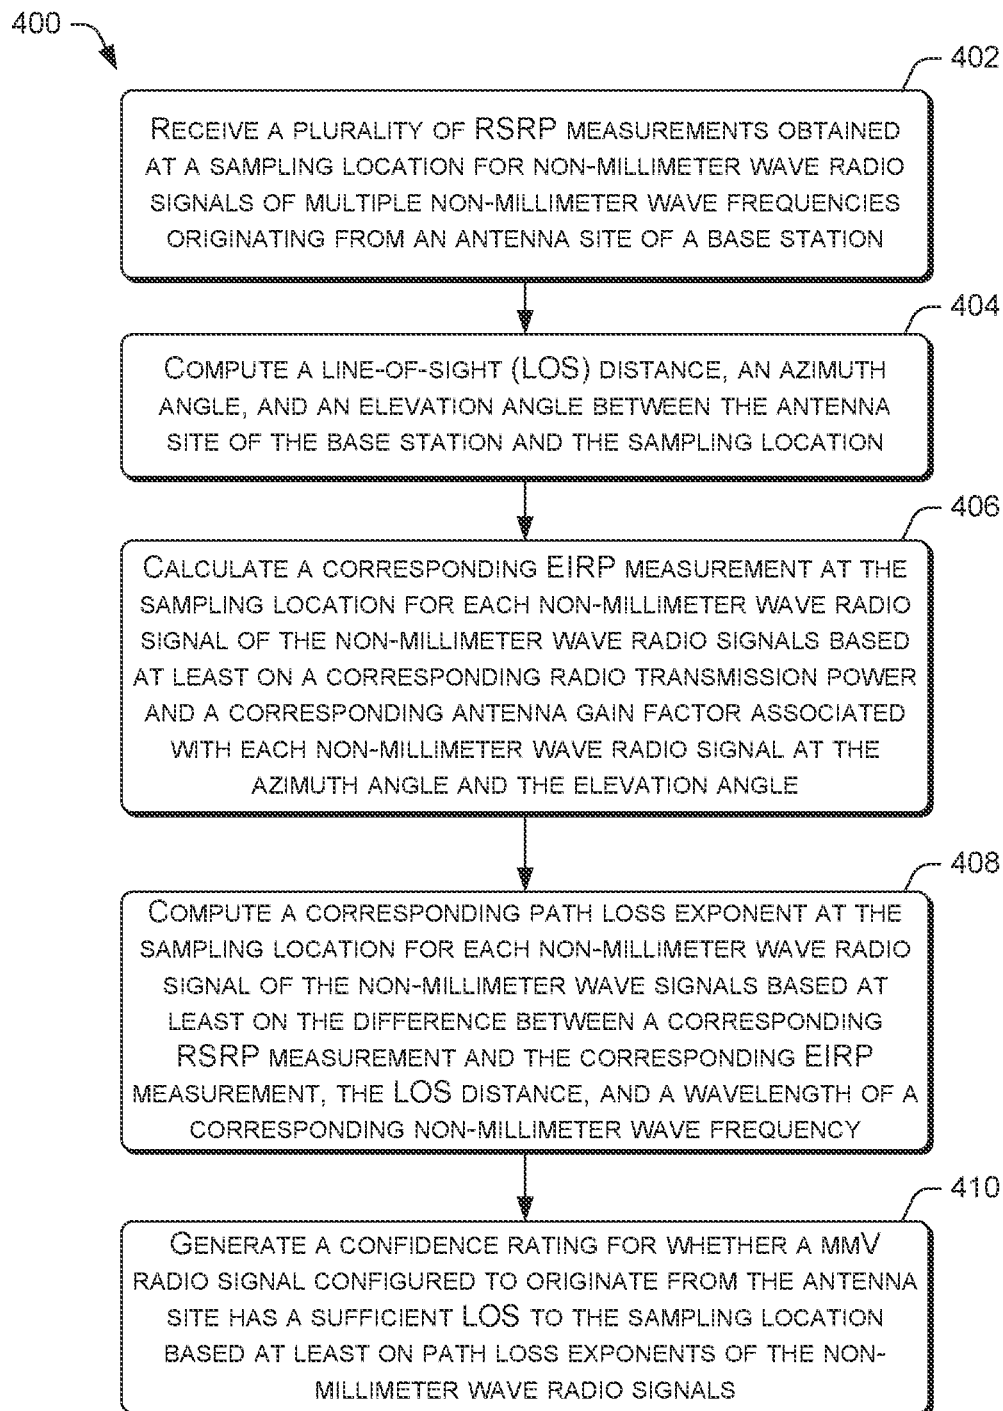 400
402
RECEIVE A PLURALITY OF RSRP MEASUREMENTS OBTAINED
AT A SAMPLING LOCATION FOR NON-MILLIMETER WAVE RADIO
SIGNALS OF MULTIPLE NON-MILLIMETER WAVE FREQUENCIES
ORIGINATING FROM AN ANTENNA SITE OF A BASE STATION
404
COMPUTE A LINE-OF-SIGHT (LOS) DISTANCE, AN AZIMUTH
ANGLE, AND AN ELEVATION ANGLE BETWEEN THE ANTENNA
SITE OF THE BASE STATION AND THE SAMPLING LOCATION
406
CALCULATE A CORRESPONDING EIRP MEASUREMENT AT THE
SAMPLING LOCATION FOR EACH NON-MILLIMETER WAVE RADIO
SIGNAL OF THE NON-MILLIMETER WAVE RADIO SIGNALS BASED
AT LEAST ON A CORRESPONDING RADIO TRANSMISSION POWER
AND A CORRESPONDING ANTENNA GAIN FACTOR ASSOCIATED
WITH EACH NON-MILLIMETER WAVE RADIO SIGNAL AT THE
AZIMUTH ANGLE AND THE ELEVATION ANGLE
408
COMPUTE A CORRESPONDING PATH LOSS EXPONENT AT THE
SAMPLING LOCATION FOR EACH NON-MILLIMETER WAVE RADIO
SIGNAL OF THE NON-MILLIMETER WAVE SIGNALS BASED AT
LEAST ON THE DIFFERENCE BETWEEN A CORRESPONDING
RSRP MEASUREMENT AND THE CORRESPONDING EIRP
MEASUREMENT, THE LOS DISTANCE, AND A WAVELENGTH OF A
CORRESPONDING NON-MILLIMETER WAVE FREQUENCY
410
GENERATE A CONFIDENCE RATING FOR WHETHER A MMV
RADIO SIGNAL CONFIGURED TO ORIGINATE FROM THE ANTENNA
SITE HAS A SUFFICIENT LOS TO THE SAMPLING LOCATION
BASED AT LEAST ON PATH LOSS EXPONENTS OF THE NON-
MILLIMETER WAVE RADIO SIGNALS